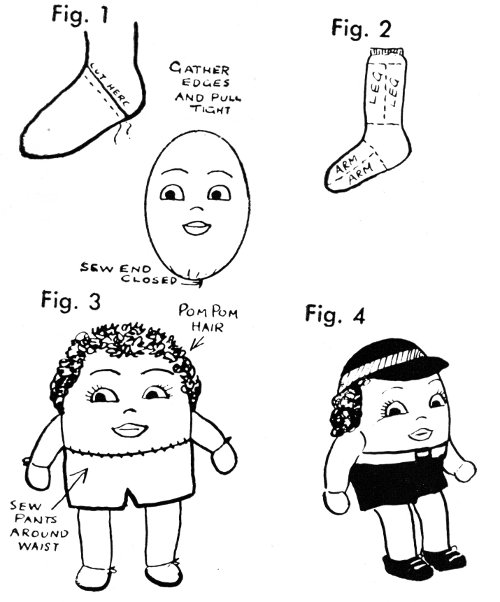 Fig. 1
CUT HERE
GATHER
EDGES
AND PULL
TIGHT
SEW END
CLOSED
Fig. 2
LEG
LEG
ARM
ARM
Fig. 3
POM POM
HAIR
SEW
PANTS
AROUND
WAIST
Fig. 4